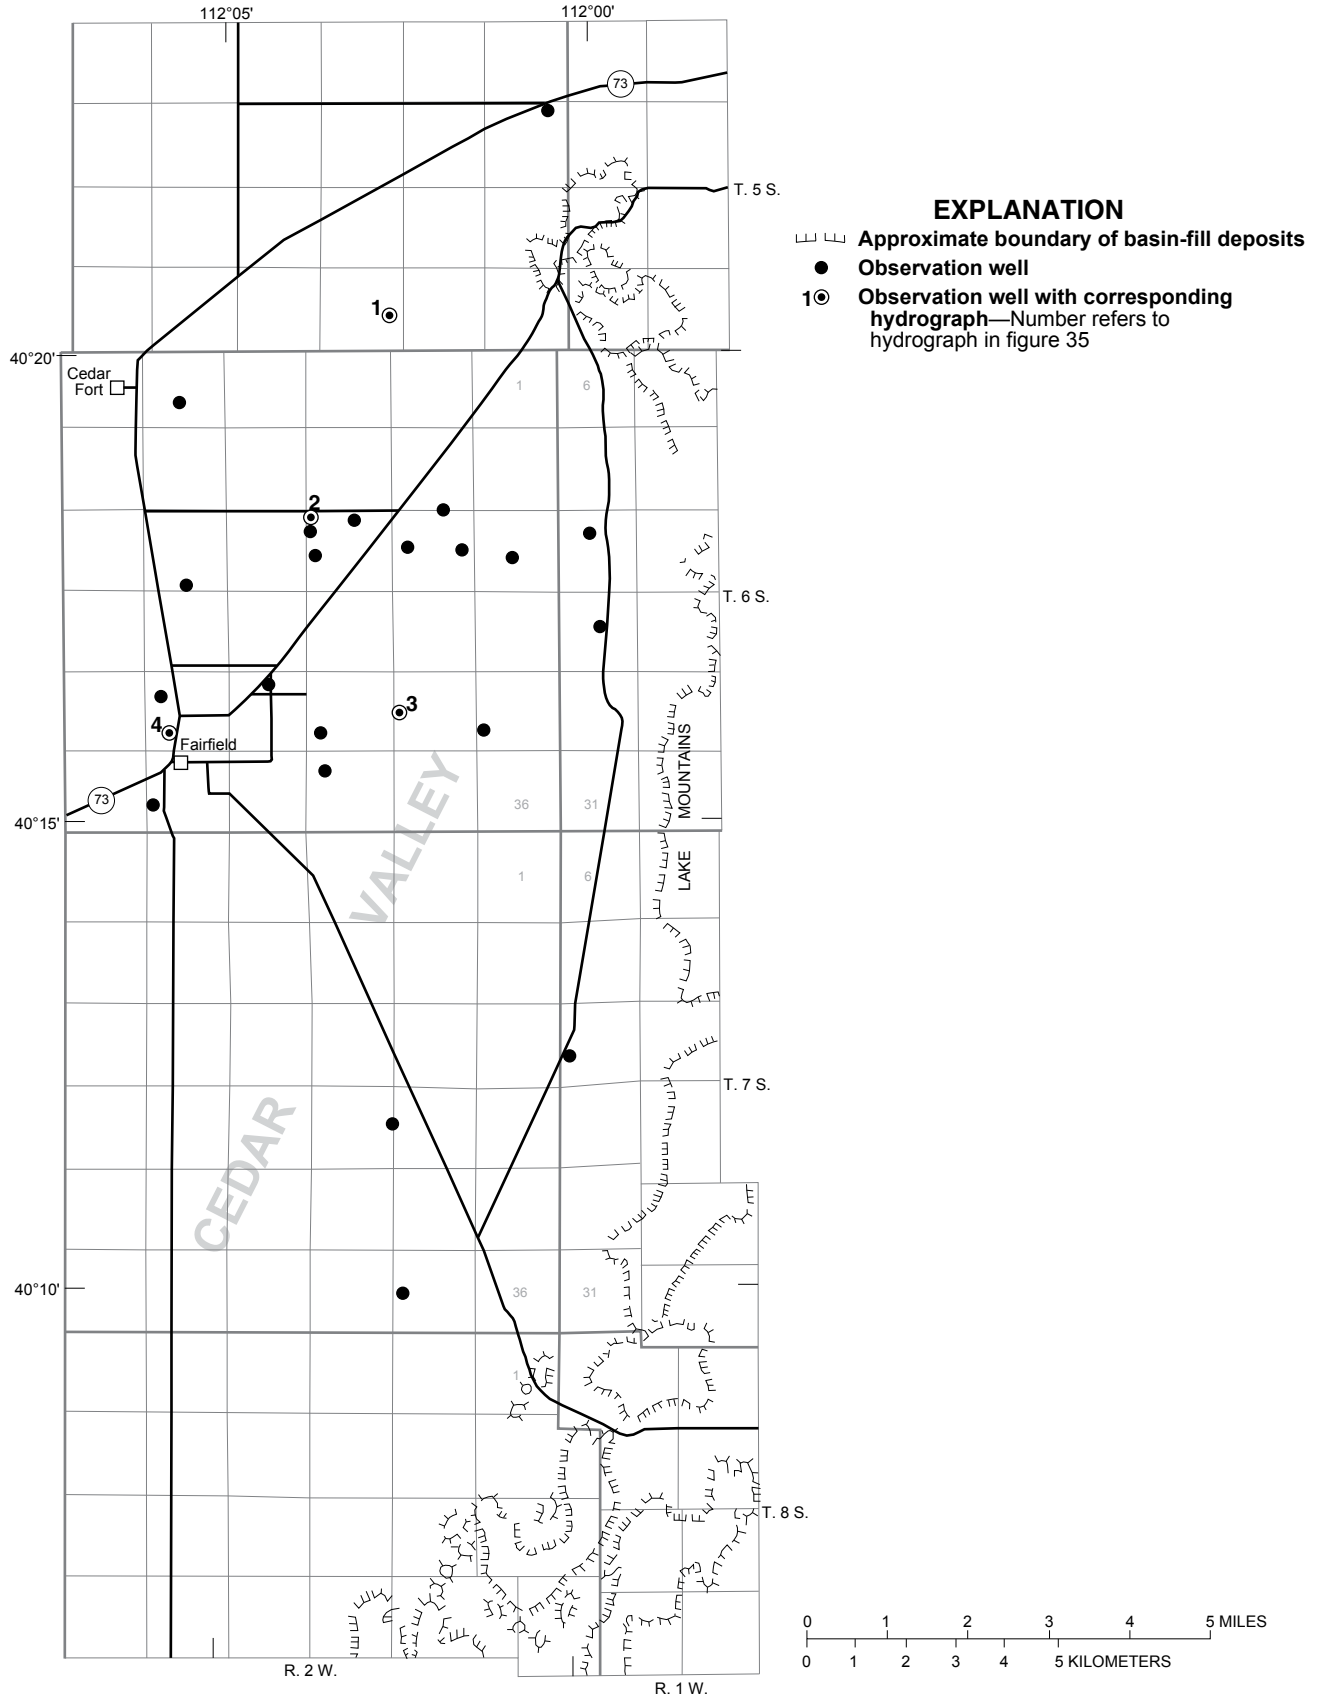 112°05'
112°00'
73
T. 5 S.
EXPLANATION
Approximate boundary of basin-fill deposits
Observation well
1 Observation well with corresponding
hydrograph—Number refers to
hydrograph in figure 35
1
40°20'
Cedar
Fort
1 6
2
T. 6 S.
3
4
Fairfield
73
VALLEY
MOUNTAINS
36 31
40°15'
LAKE
1 6
T. 7 S.
CEDAR
40°10'
36 31
1
T. 8 S.
0 1 2 3 4 5 MILES
0 1 2 3 4 5 KILOMETERS
R. 2 W.
R. 1 W.